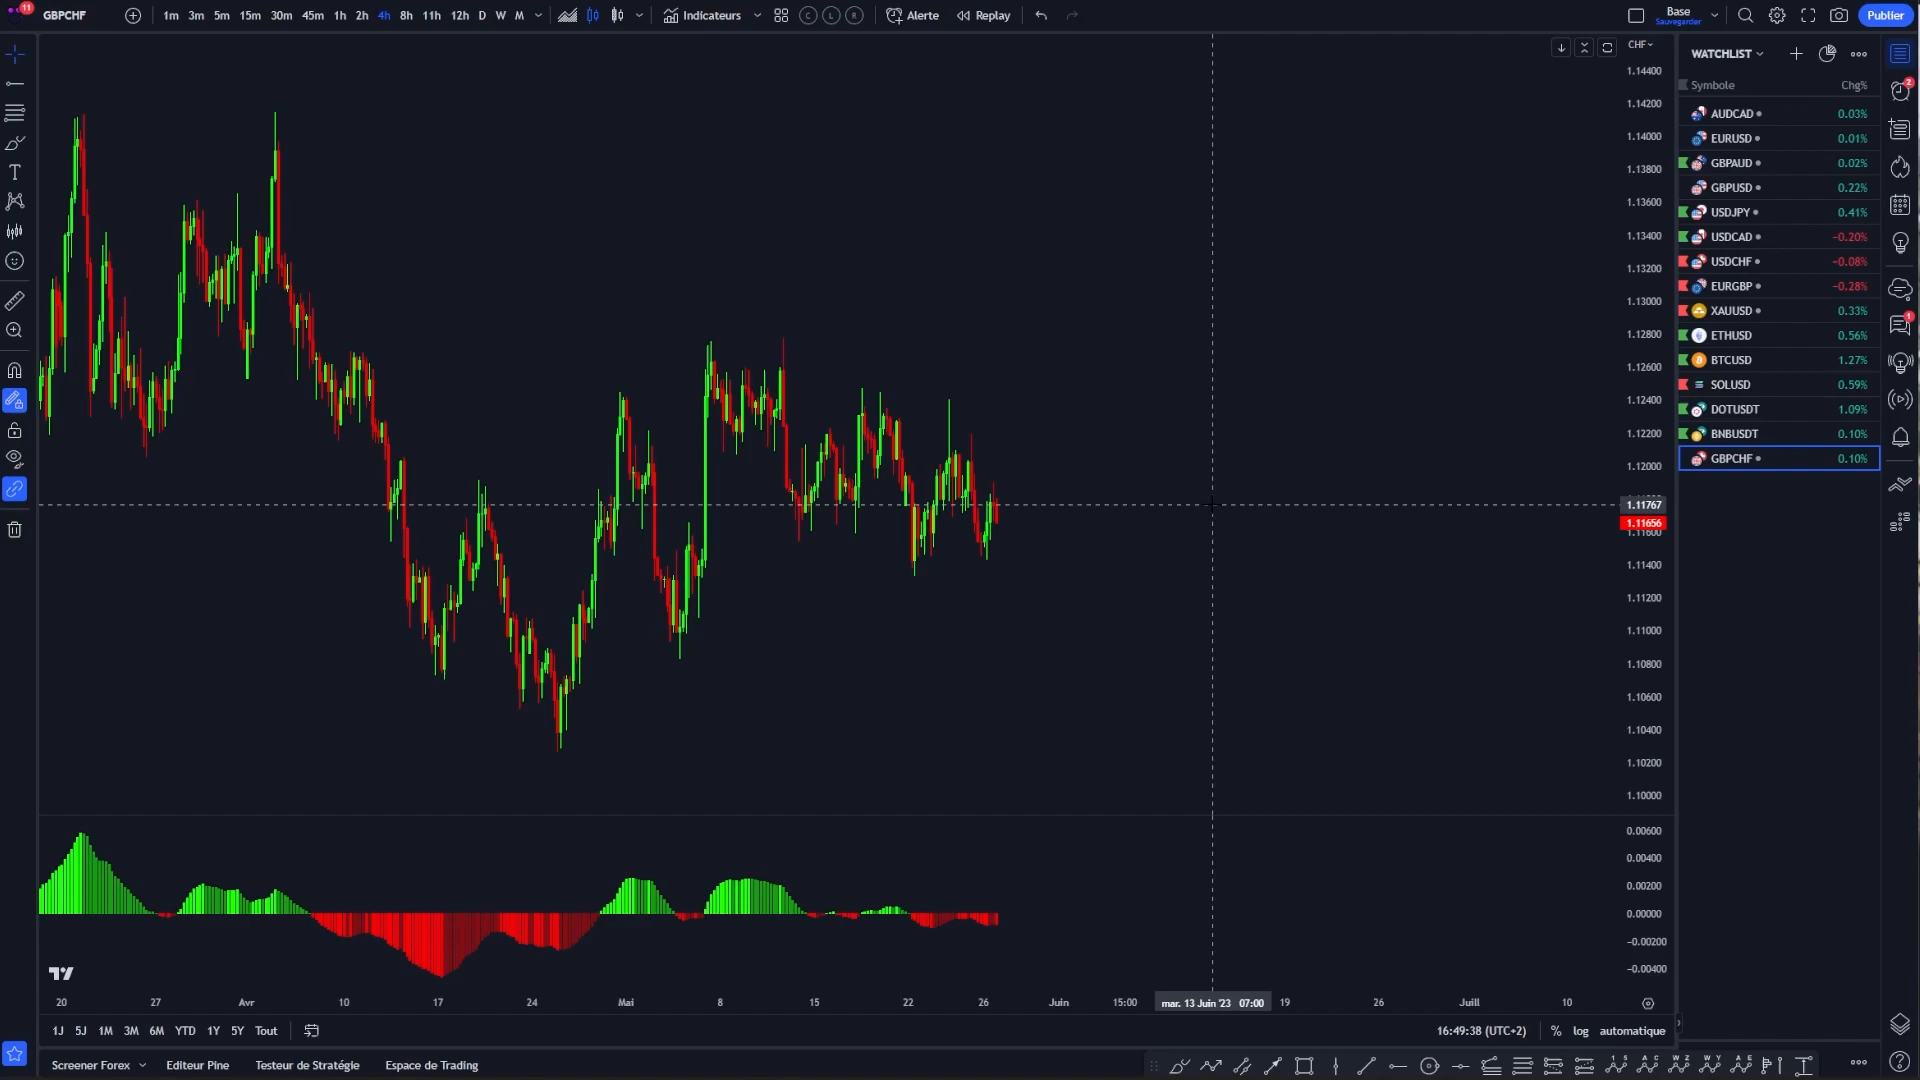 11
GBPCHF
1m 3m 5m 15m 30m 45m 1h 2h 4h 8h 11h 12h D W M
Indicateurs
C L R
Alerte
Replay
Base
Sauvegarder
Publier
CHF
WATCHLIST
Symbole Chg%
AUDCAD 0.03%
EURUSD 0.01%
GBPAUD 0.02%
GBPUSD 0.22%
USDJPY 0.41%
USDCAD −0.20%
USDCHF −0.08%
EURGBP −0.28%
XAUUSD 0.33%
ETHUSD 0.56%
BTCUSD 1.27%
SOLUSD 0.59%
DOTUSDT 1.09%
BNBUSDT 0.10%
GBPCHF 0.10%
2
1
1.14400
1.14200
1.14000
1.13800
1.13600
1.13400
1.13200
1.13000
1.12800
1.12600
1.12400
1.12200
1.12000
1.11767
1.11656
1.11600
1.11400
1.11200
1.11000
1.10800
1.10600
1.10400
1.10200
1.10000
0.00600
0.00400
0.00200
0.00000
−0.00200
−0.00400
20 27 Avr 10 17 24 Mai 8 15 22 26 Juin 15:00 mar. 13 Juin '23 07:00 19 26 Juill 10
1J 5J 1M 3M 6M YTD 1Y 5Y Tout
16:49:38 (UTC+2) % log automatique
Screener Forex Editeur Pine Testeur de Stratégie Espace de Trading